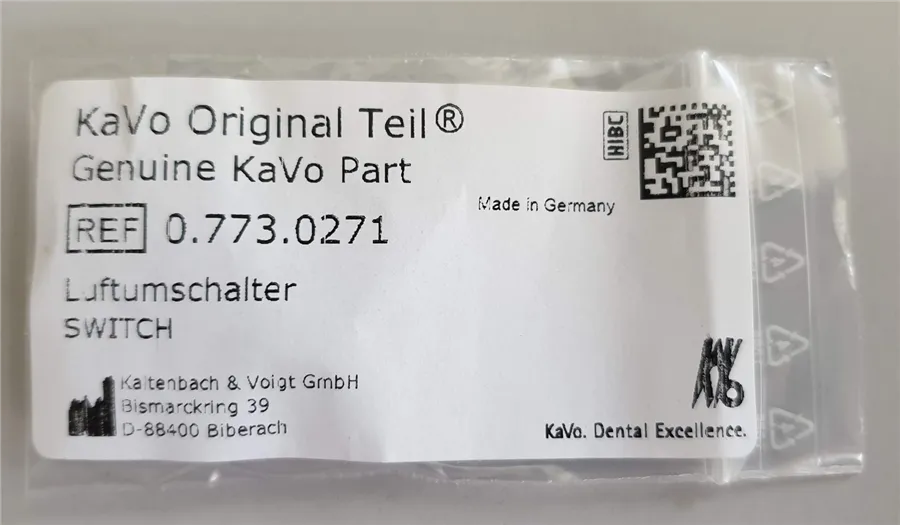 KaVo Original Teil®
Genuine KaVo Part
HIBC
Made in Germany
REF 0.773.0271
Luftumschalter
SWITCH
Kaltenbach & Voigt GmbH
Bismarckring 39
D-88400 Biberach
KaVo
KaVo. Dental Excellence.